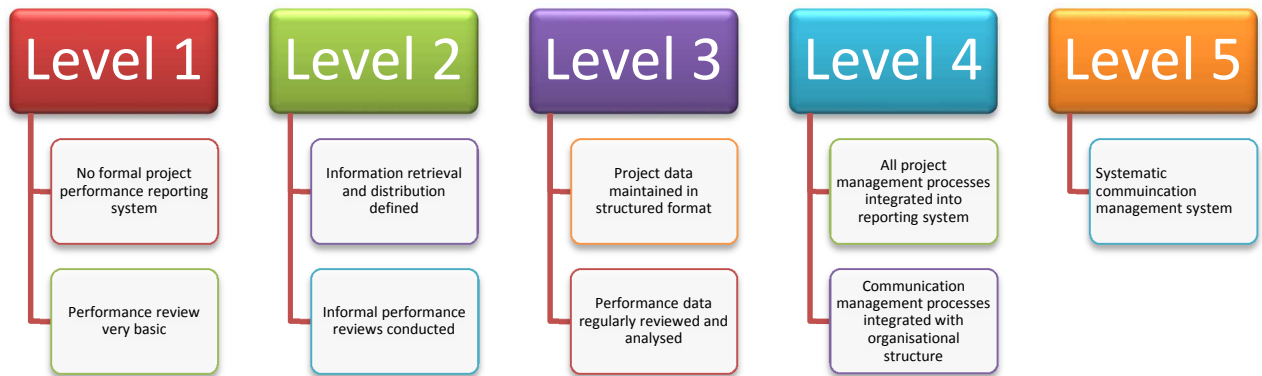 Level 1
No formal project
performance reporting
system
Performance review
very basic
Level 2
Information retrieval
and distribution
defined
Informal performance
reviews conducted
Level 3
Project data
maintained in
structured format
Performance data
regularly reviewed and
analysed
Level 4
All project
management processes
integrated into
reporting system
Communication
management processes
integrated with
organisational
structure
Level 5
Systematic
commuincation
management system